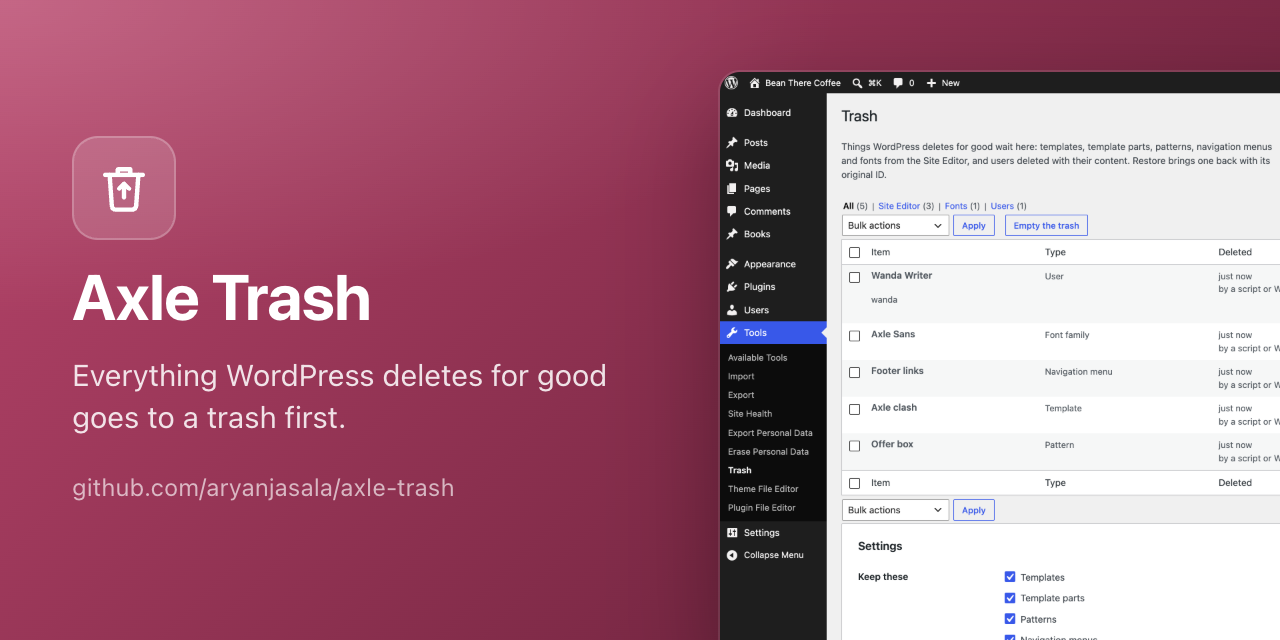 Axle Trash
Everything WordPress deletes for good
goes to a trash first.
github.com/aryanjasala/axle-trash
Bean There Coffee ⌘K 0 New
Dashboard
Posts
Media
Pages
Comments
Books
Appearance
Plugins
Users
Tools
Available Tools
Import
Export
Site Health
Export Personal Data
Erase Personal Data
Trash
Theme File Editor
Plugin File Editor
Settings
Collapse Menu
Trash
Things WordPress deletes for good wait here: templates, template parts, patterns, navigation menus
and fonts from the Site Editor, and users deleted with their content. Restore brings one back with its
original ID.
All (5) | Site Editor (3) | Fonts (1) | Users (1)
Bulk actions Apply Empty the trash
Item Type Deleted
Wanda Writer User just now
by a script or W
wanda
Axle Sans Font family just now
by a script or W
Footer links Navigation menu just now
by a script or W
Axle clash Template just now
by a script or W
Offer box Pattern just now
by a script or W
Item Type Deleted
Bulk actions Apply
Settings
Keep these Templates
Template parts
Patterns
Navigation menus